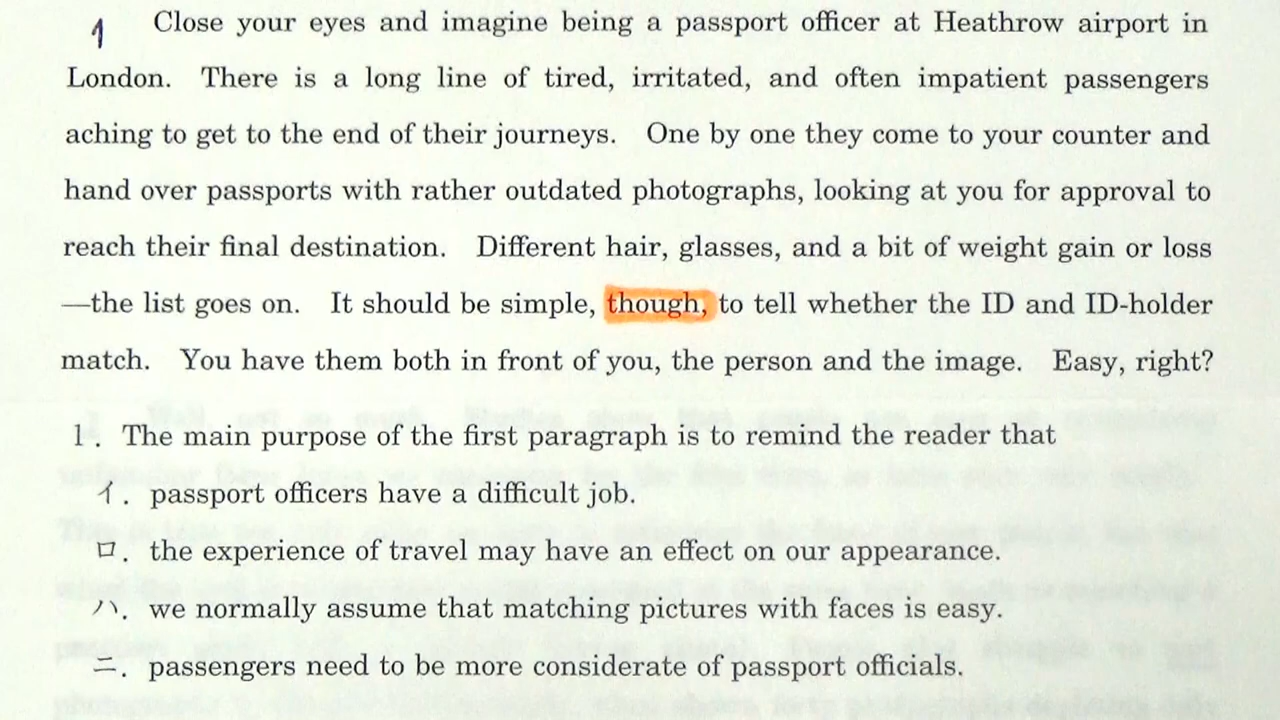 1 Close your eyes and imagine being a passport officer at Heathrow airport in
London. There is a long line of tired, irritated, and often impatient passengers
aching to get to the end of their journeys. One by one they come to your counter and
hand over passports with rather outdated photographs, looking at you for approval to
reach their final destination. Different hair, glasses, and a bit of weight gain or loss
—the list goes on. It should be simple, though, to tell whether the ID and ID-holder
match. You have them both in front of you, the person and the image. Easy, right?
1. The main purpose of the first paragraph is to remind the reader that
イ. passport officers have a difficult job.
ロ. the experience of travel may have an effect on our appearance.
ハ. we normally assume that matching pictures with faces is easy.
ニ. passengers need to be more considerate of passport officials.